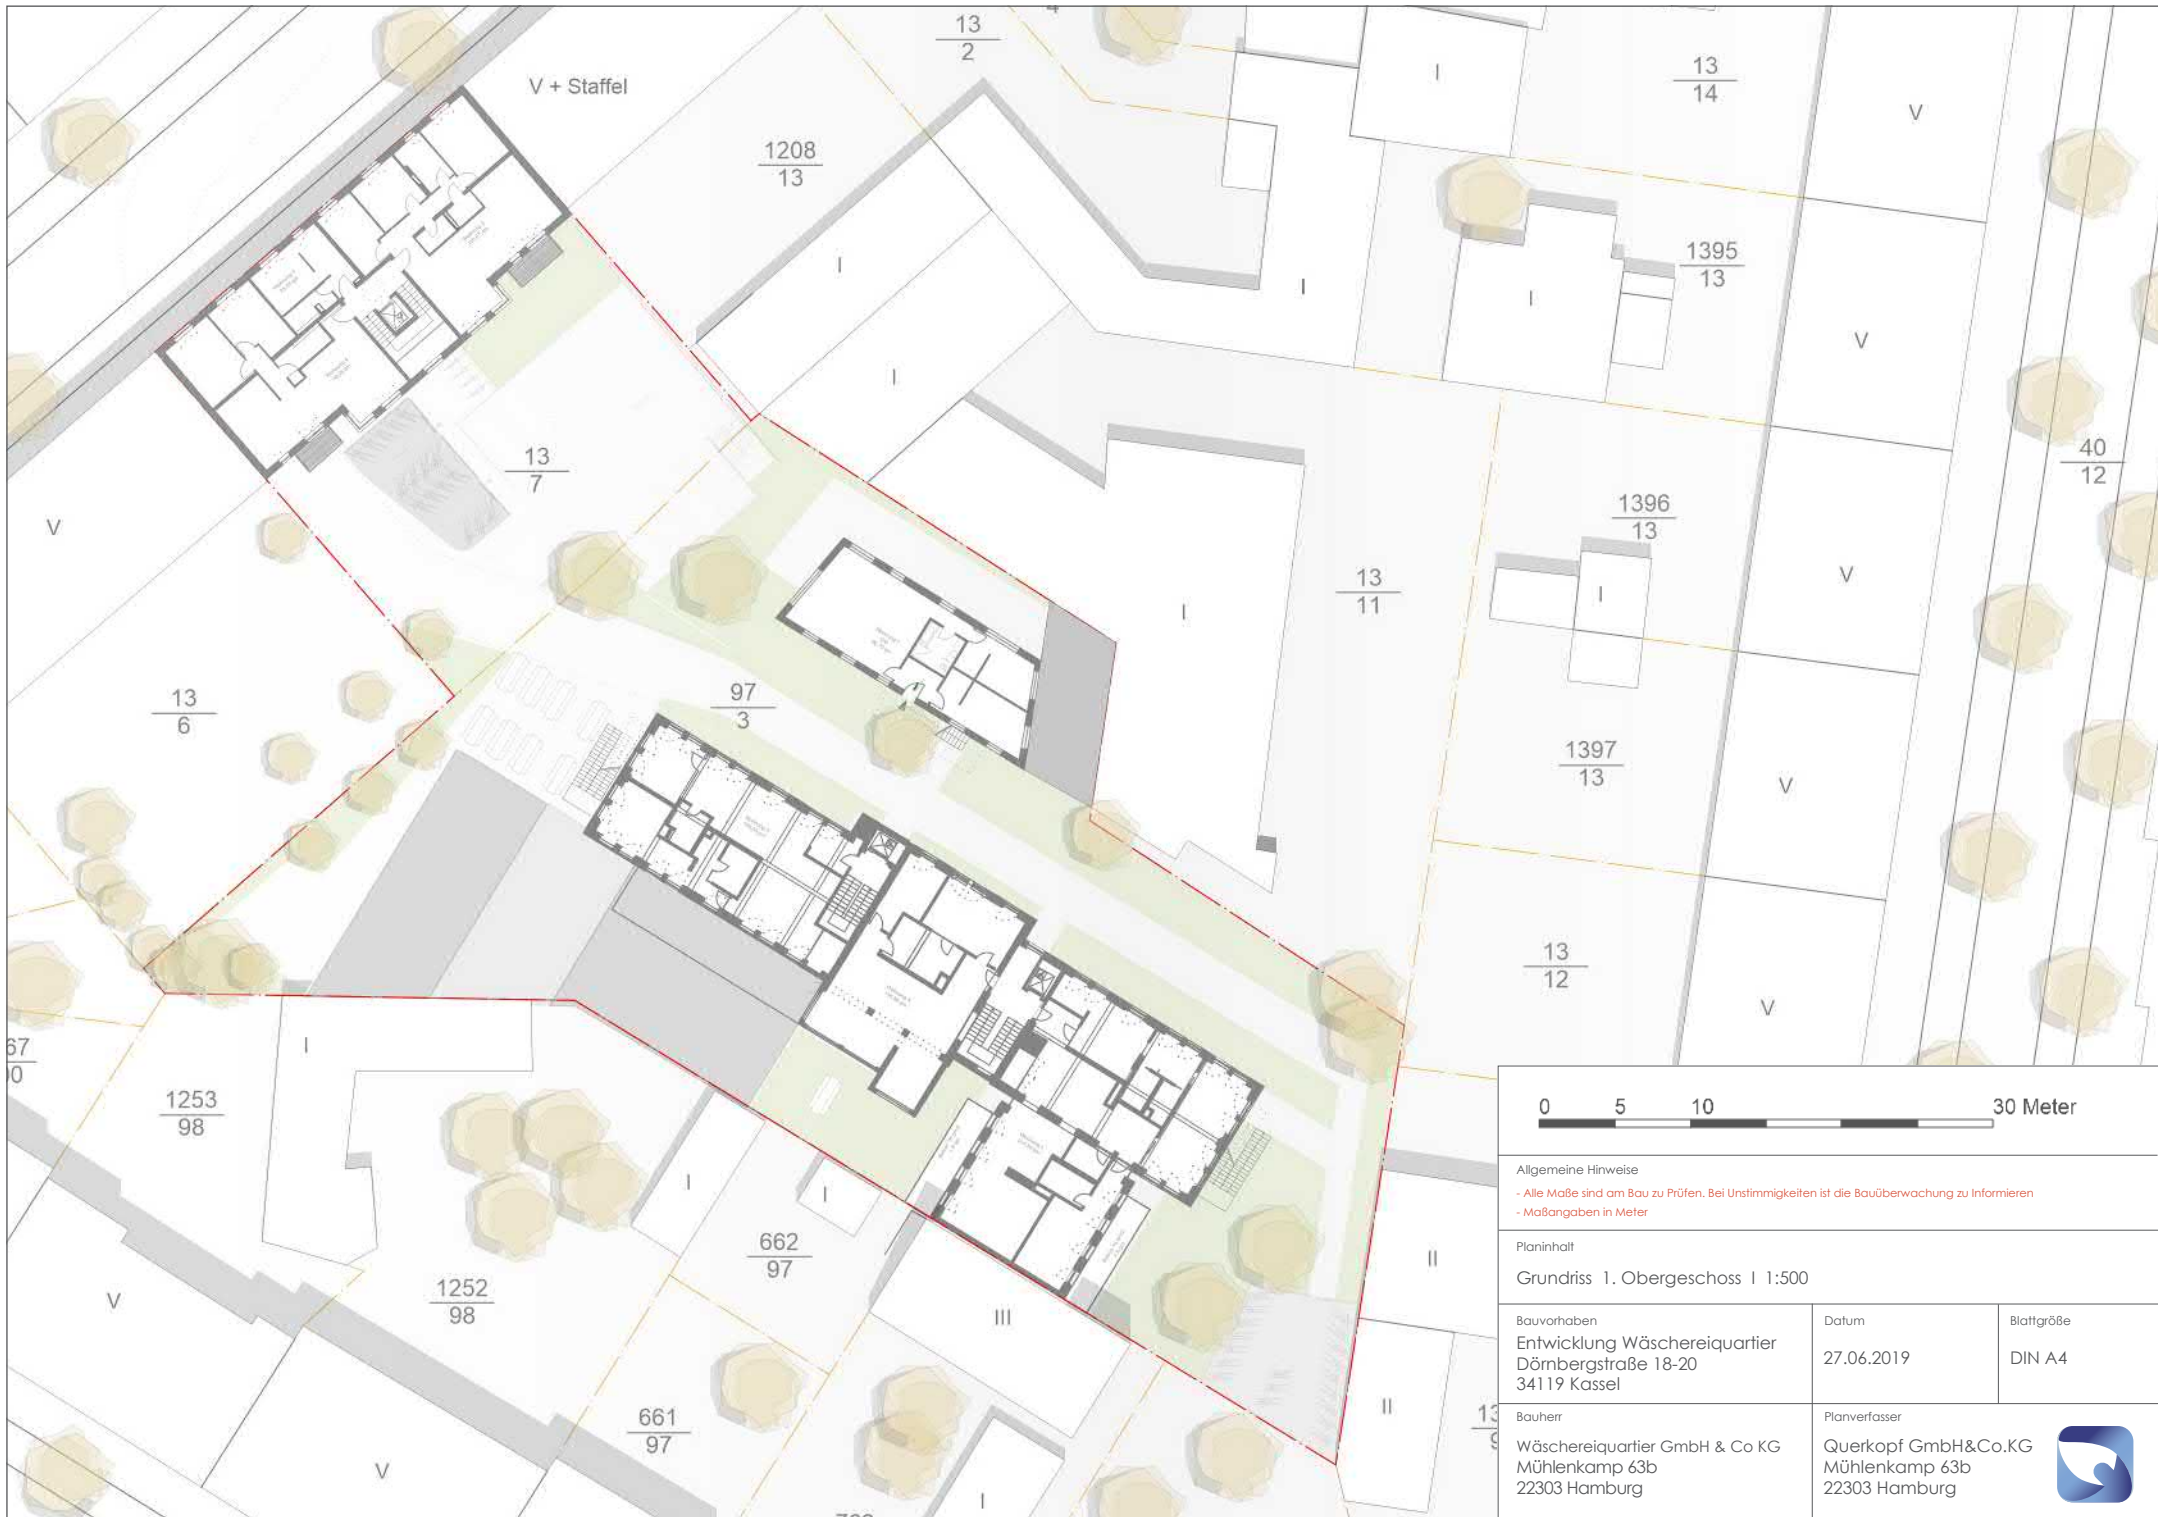 13
2
V + Staffel
I
13
14
V
1208
13
1395
13
I
I
I
V
I
13
7
40
12
1396
13
V
13
11
I
V
I
13
6
97
3
1397
13
V
13
12
V
I
67
1253
98
I
I
662
97
1252
98
V
III
II
661
97
II
V
I
0 5 10 30 Meter
Allgemeine Hinweise
- Alle Maße sind am Bau zu Prüfen. Bei Unstimmigkeiten ist die Bauüberwachung zu Informieren
- Maßangaben in Meter
Planinhalt
Grundriss 1. Obergeschoss I 1:500
Bauvorhaben
Entwicklung Wäschereiquartier
Dörnbergstraße 18-20
34119 Kassel
Datum
27.06.2019
Blattgröße
DIN A4
Bauherr
Wäschereiquartier GmbH & Co KG
Mühlenkamp 63b
22303 Hamburg
Planverfasser
Querkopf GmbH&Co.KG
Mühlenkamp 63b
22303 Hamburg